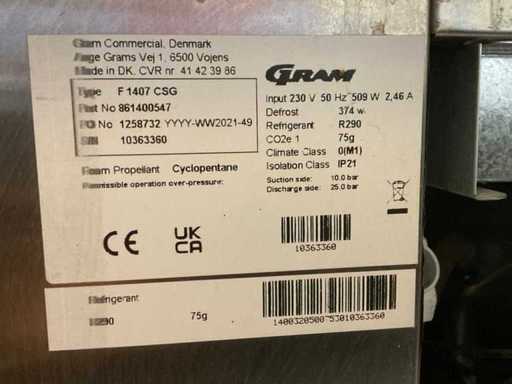 Gram Commercial, Denmark
Aage Grams Vej 1, 6500 Vojens
Made in DK, CVR nr 41 42 39 86
Type F 1407 CSG
Part No 861400547
PO No 1258732 YYYY-WW2021-49
S/N 10363360
Foam Propellant Cyclopentane
Permissible operation over-pressure:
GRAM
Input 230 V 50 Hz 509 W 2,46 A
Defrost 374 w
Refrigerant R290
CO2e 1 75g
Climate Class 0(M1)
Isolation Class IP21
Suction side: 10.0 bar
Discharge side: 25.0 bar
CE
UK
CA
10363360
Refrigerant
R290 75g
1400320500 53010363360